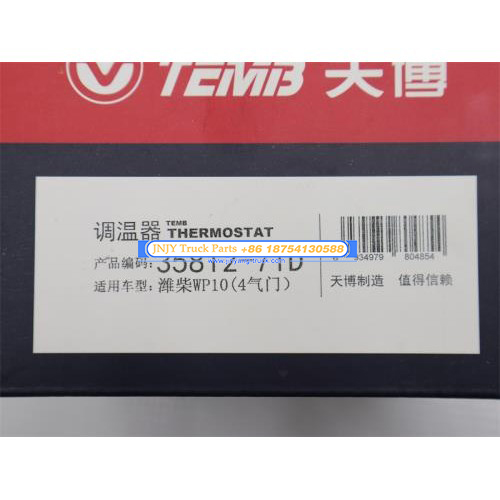 TEMB 天博
调温器 TEMB THERMOSTAT
产品编码: 35812-71D
适用车型: 潍柴WP10(4气门)
JNJY Truck Parts +86 18754130588
934979 804854
天博制造 值得信赖